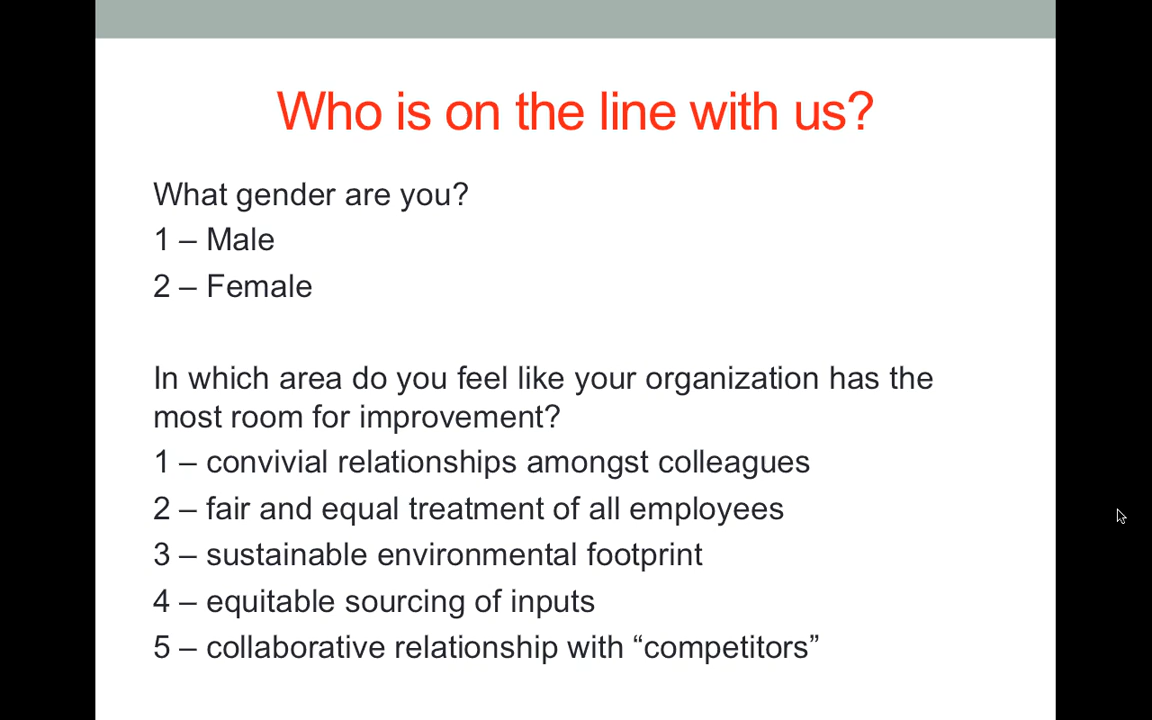 Who is on the line with us?
What gender are you?
1 – Male
2 – Female
In which area do you feel like your organization has the
most room for improvement?
1 – convivial relationships amongst colleagues
2 – fair and equal treatment of all employees
3 – sustainable environmental footprint
4 – equitable sourcing of inputs
5 – collaborative relationship with “competitors”